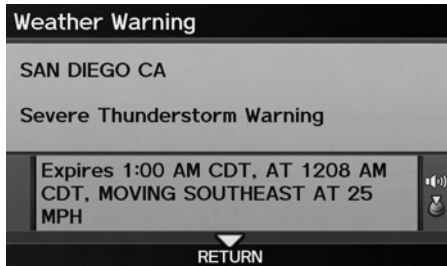 Weather Warning
SAN DIEGO CA
Severe Thunderstorm Warning
Expires 1:00 AM CDT, AT 1208 AM
CDT, MOVING SOUTHEAST AT 25
MPH
RETURN